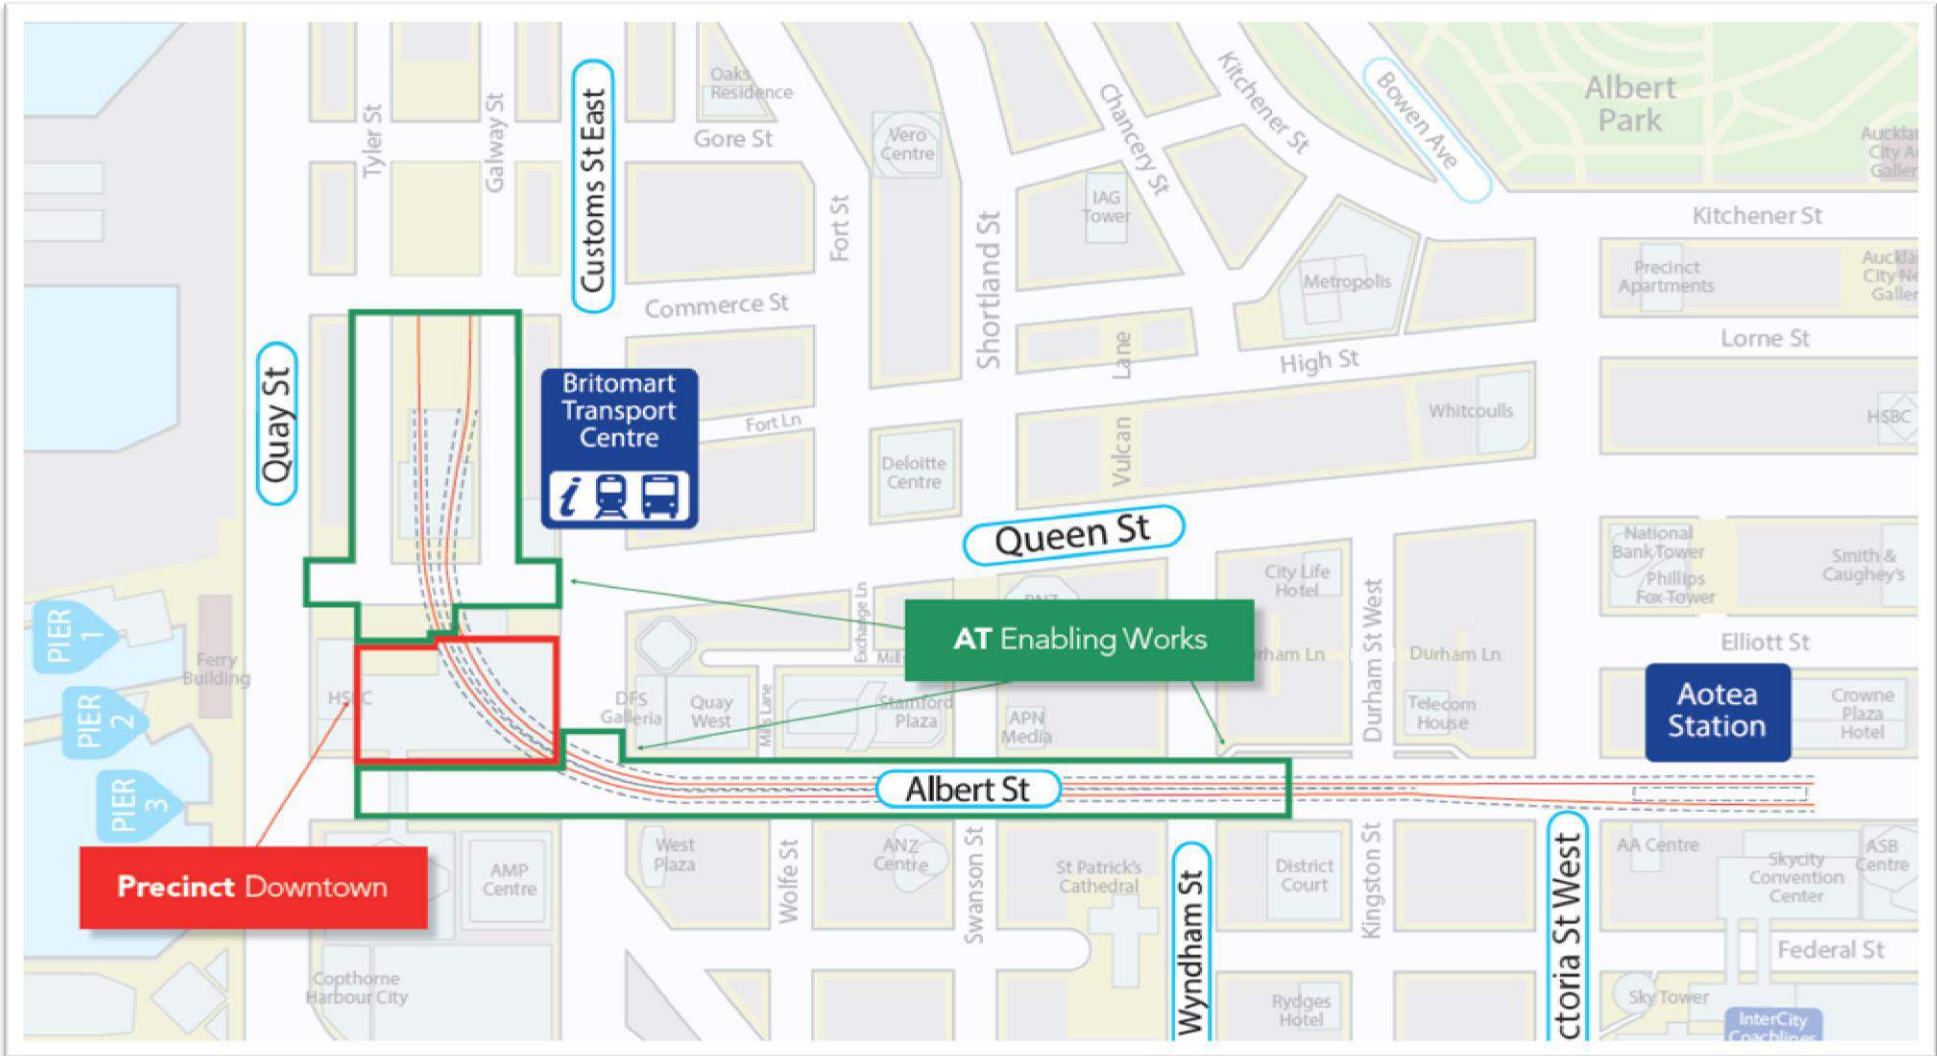 Oaks
Residence
Tyler St
Galway St
Customs St East
Gore St
Vero
Centre
Fort St
Shortland St
Chancery St
Kitchener St
Bowen Ave
Albert
Park
IAG
Tower
Kitchener St
Metropolis
Precinct
Apartments
Commerce St
Lane
High St
Lorne St
Quay St
Britomart
Transport
Centre
i
Fort Ln
Deloitte
Centre
Vulcan
Whitcoulls
HSBC
Queen St
National
Bank Tower
Phillips
Fox Tower
Smith &
Caughey's
City Life
Hotel
Exchange Ln
Durham St West
PIER
1
Ferry
Building
AT Enabling Works
Durham Ln
Elliott St
HSBC
DFS
Galleria
Quay
West
Mills Lane
Stamford
Plaza
APN
Media
Telecom
House
Aotea
Station
Crowne
Plaza
Hotel
PIER
2
PIER
3
Albert St
Precinct Downtown
AMP
Centre
West
Plaza
Wolfe St
ANZ
Centre
Swanson St
St Patrick's
Cathedral
Wyndham St
District
Court
Kingston St
ctoria St West
AA Centre
Skycity
Convention
Center
ASB
Centre
Federal St
Copthorne
Harbour City
Rydges
Hotel
Sky Tower
InterCity
Coachlines